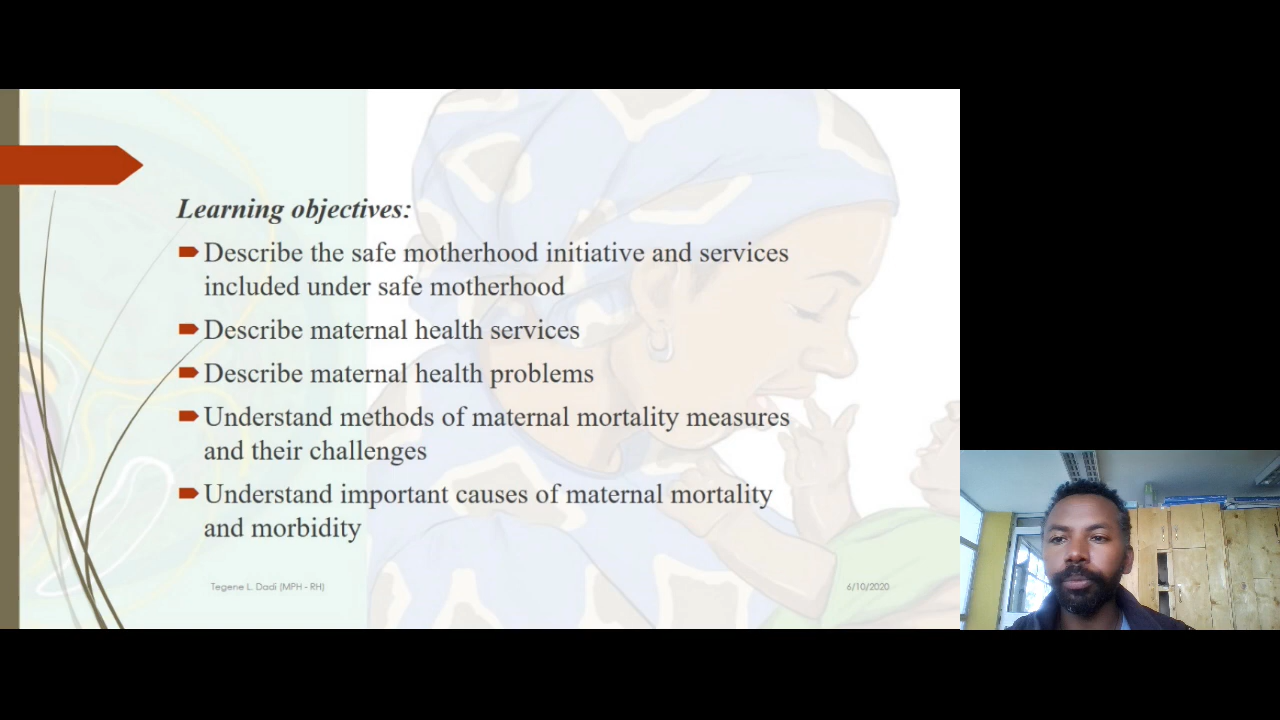 Learning objectives:
Describe the safe motherhood initiative and services
included under safe motherhood
Describe maternal health services
Describe maternal health problems
Understand methods of maternal mortality measures
and their challenges
Understand important causes of maternal mortality
and morbidity
Tegene L. Dadi (MPH - RH)
6/10/2020